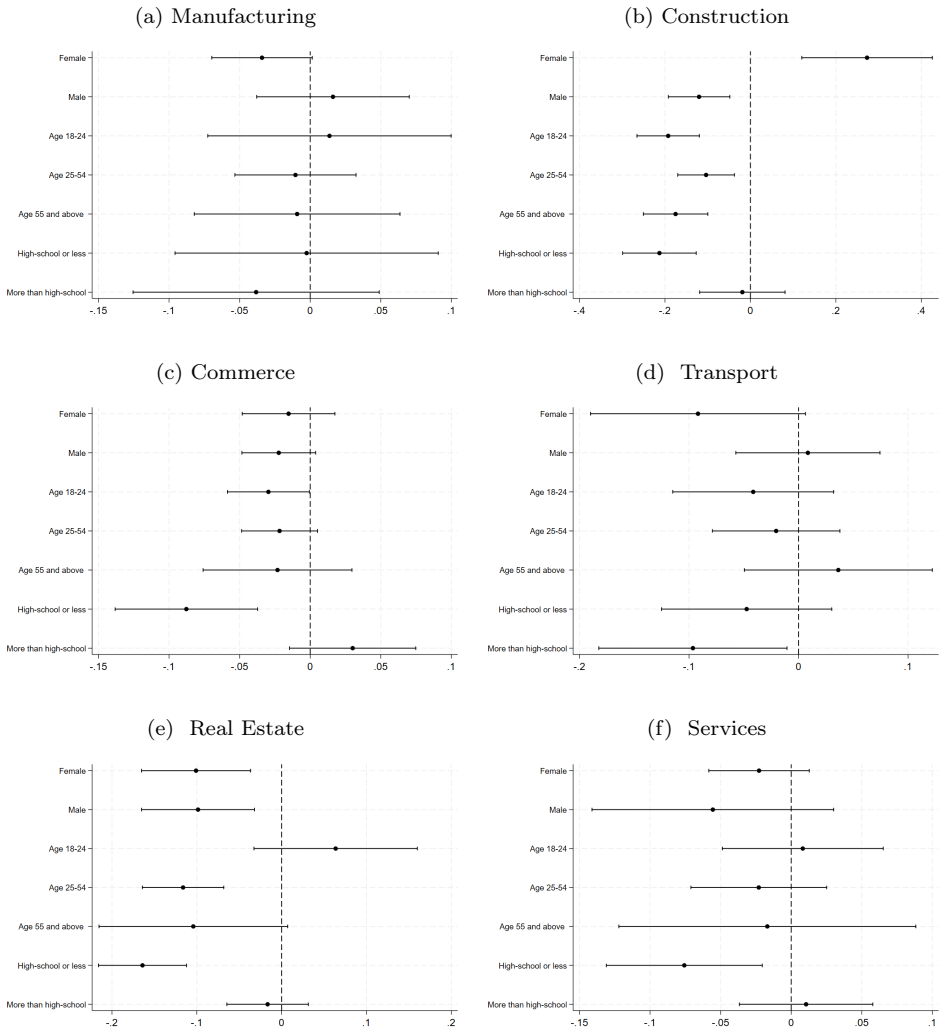 (a) Manufacturing
Female
Male
Age 18-24
Age 25-54
Age 55 and above
High-school or less
More than high-school
-.15 -.1 -.05 0 .05 .1
(b) Construction
Female
Male
Age 18-24
Age 25-54
Age 55 and above
High-school or less
More than high-school
-.4 -.2 0 .2 .4
(c) Commerce
Female
Male
Age 18-24
Age 25-54
Age 55 and above
High-school or less
More than high-school
-.15 -.1 -.05 0 .05 .1
(d) Transport
Female
Male
Age 18-24
Age 25-54
Age 55 and above
High-school or less
More than high-school
-.2 -.1 0 .1
(e) Real Estate
Female
Male
Age 18-24
Age 25-54
Age 55 and above
High-school or less
More than high-school
-.2 -.1 0 .1 .2
(f) Services
Female
Male
Age 18-24
Age 25-54
Age 55 and above
High-school or less
More than high-school
-.15 -.1 -.05 0 .05 .1